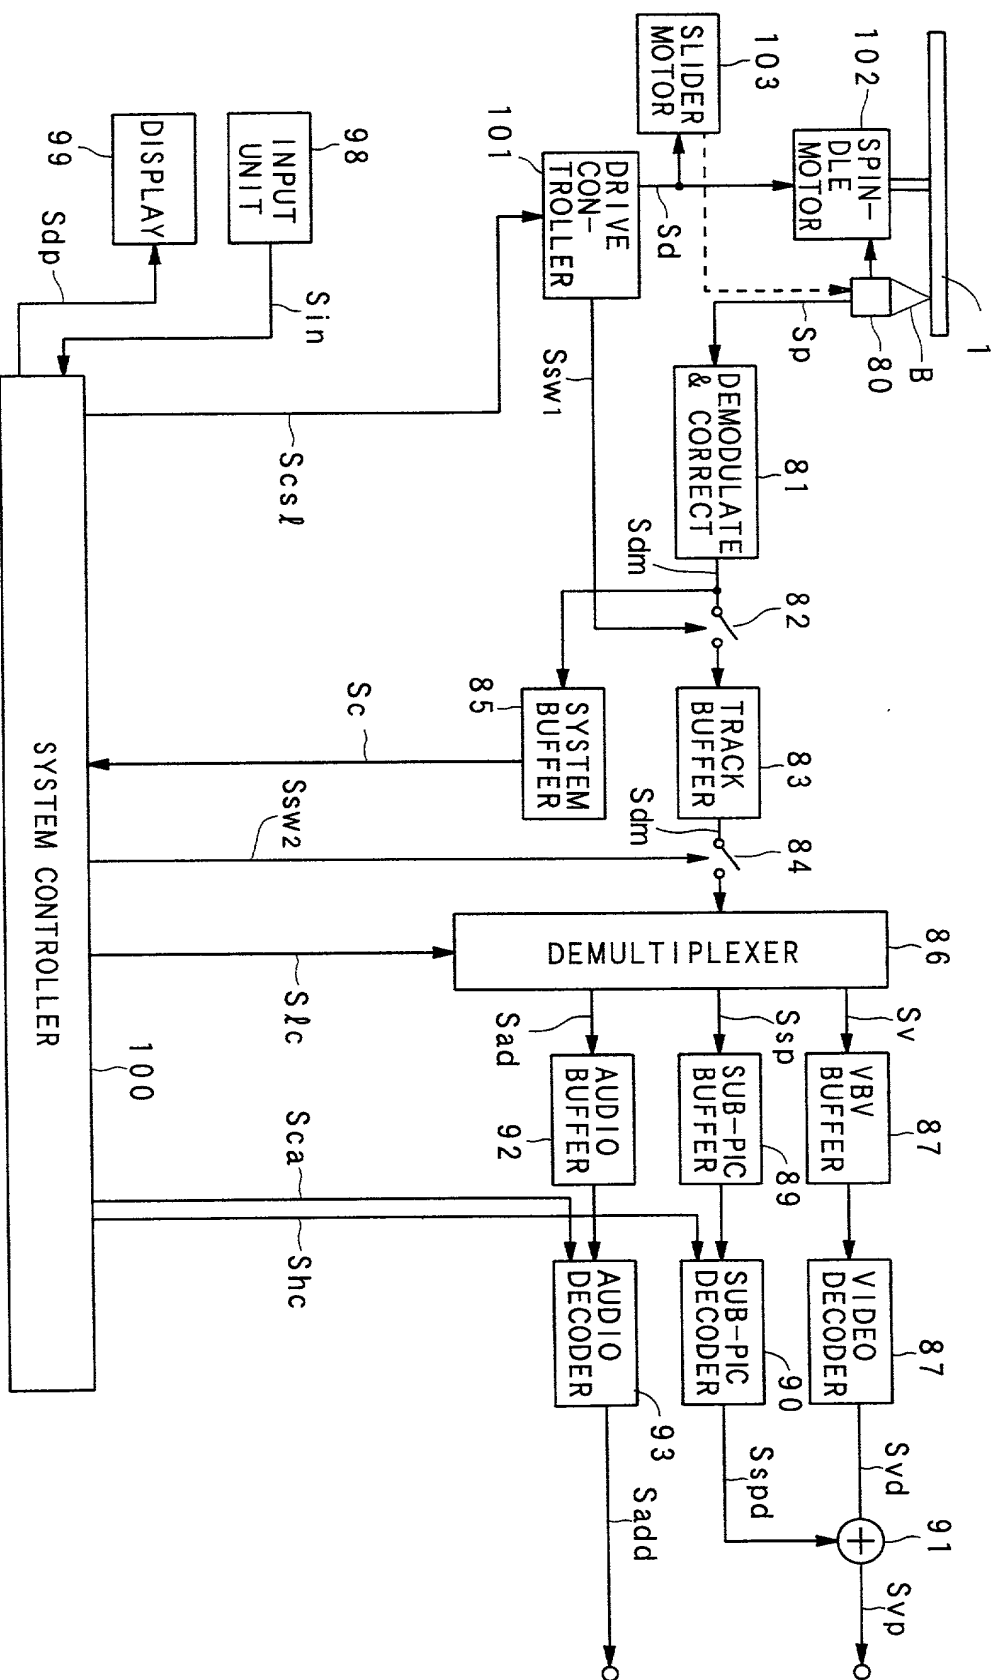 1
B
80
102
SPIN-
DLE
MOTOR
103
SLIDER
MOTOR
Sp
Sd
101
DRIVE
CON-
TROLLER
98
INPUT
UNIT
99
DISPLAY
Sin
Sdp
Ssw1
Scsℓ
81
DEMODULATE
& CORRECT
Sdm
82
83
TRACK
BUFFER
85
SYSTEM
BUFFER
Sc
Sdm
84
Ssw2
86
DEMULTIPLEXER
Sℓc
Sv
Ssp
Sad
87
VBV
BUFFER
SUB-PIC
BUFFER
89
AUDIO
BUFFER
92
Sca
Shc
87
VIDEO
DECODER
SUB-PIC
DECODER
90
AUDIO
DECODER
93
Svd
Sspd
Sadd
91
Svp
SYSTEM CONTROLLER
100